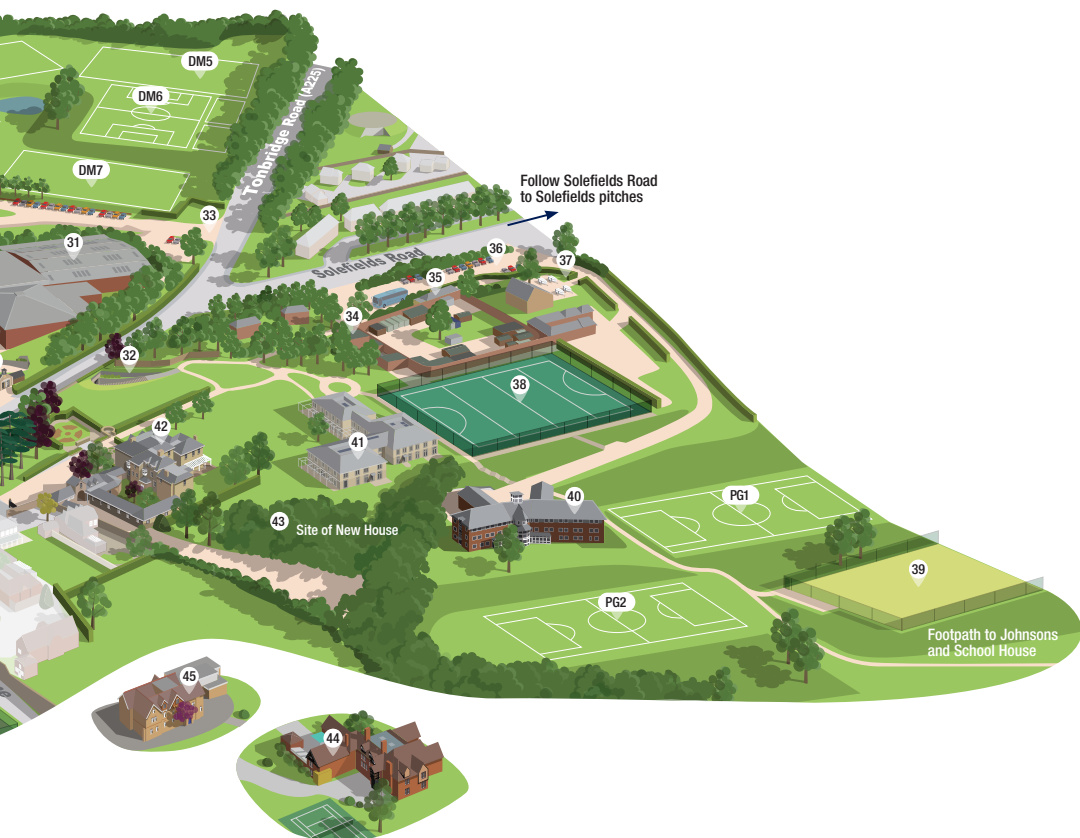 DM5
DM6
Tonbridge Road (A225)
DM7
Follow Solefields Road
to Solefields pitches
33
31
36
Solefields Road
37
35
34
32
38
42
41
PG1
40
43
Site of New House
39
PG2
Footpath to Johnsons
and School House
45
44